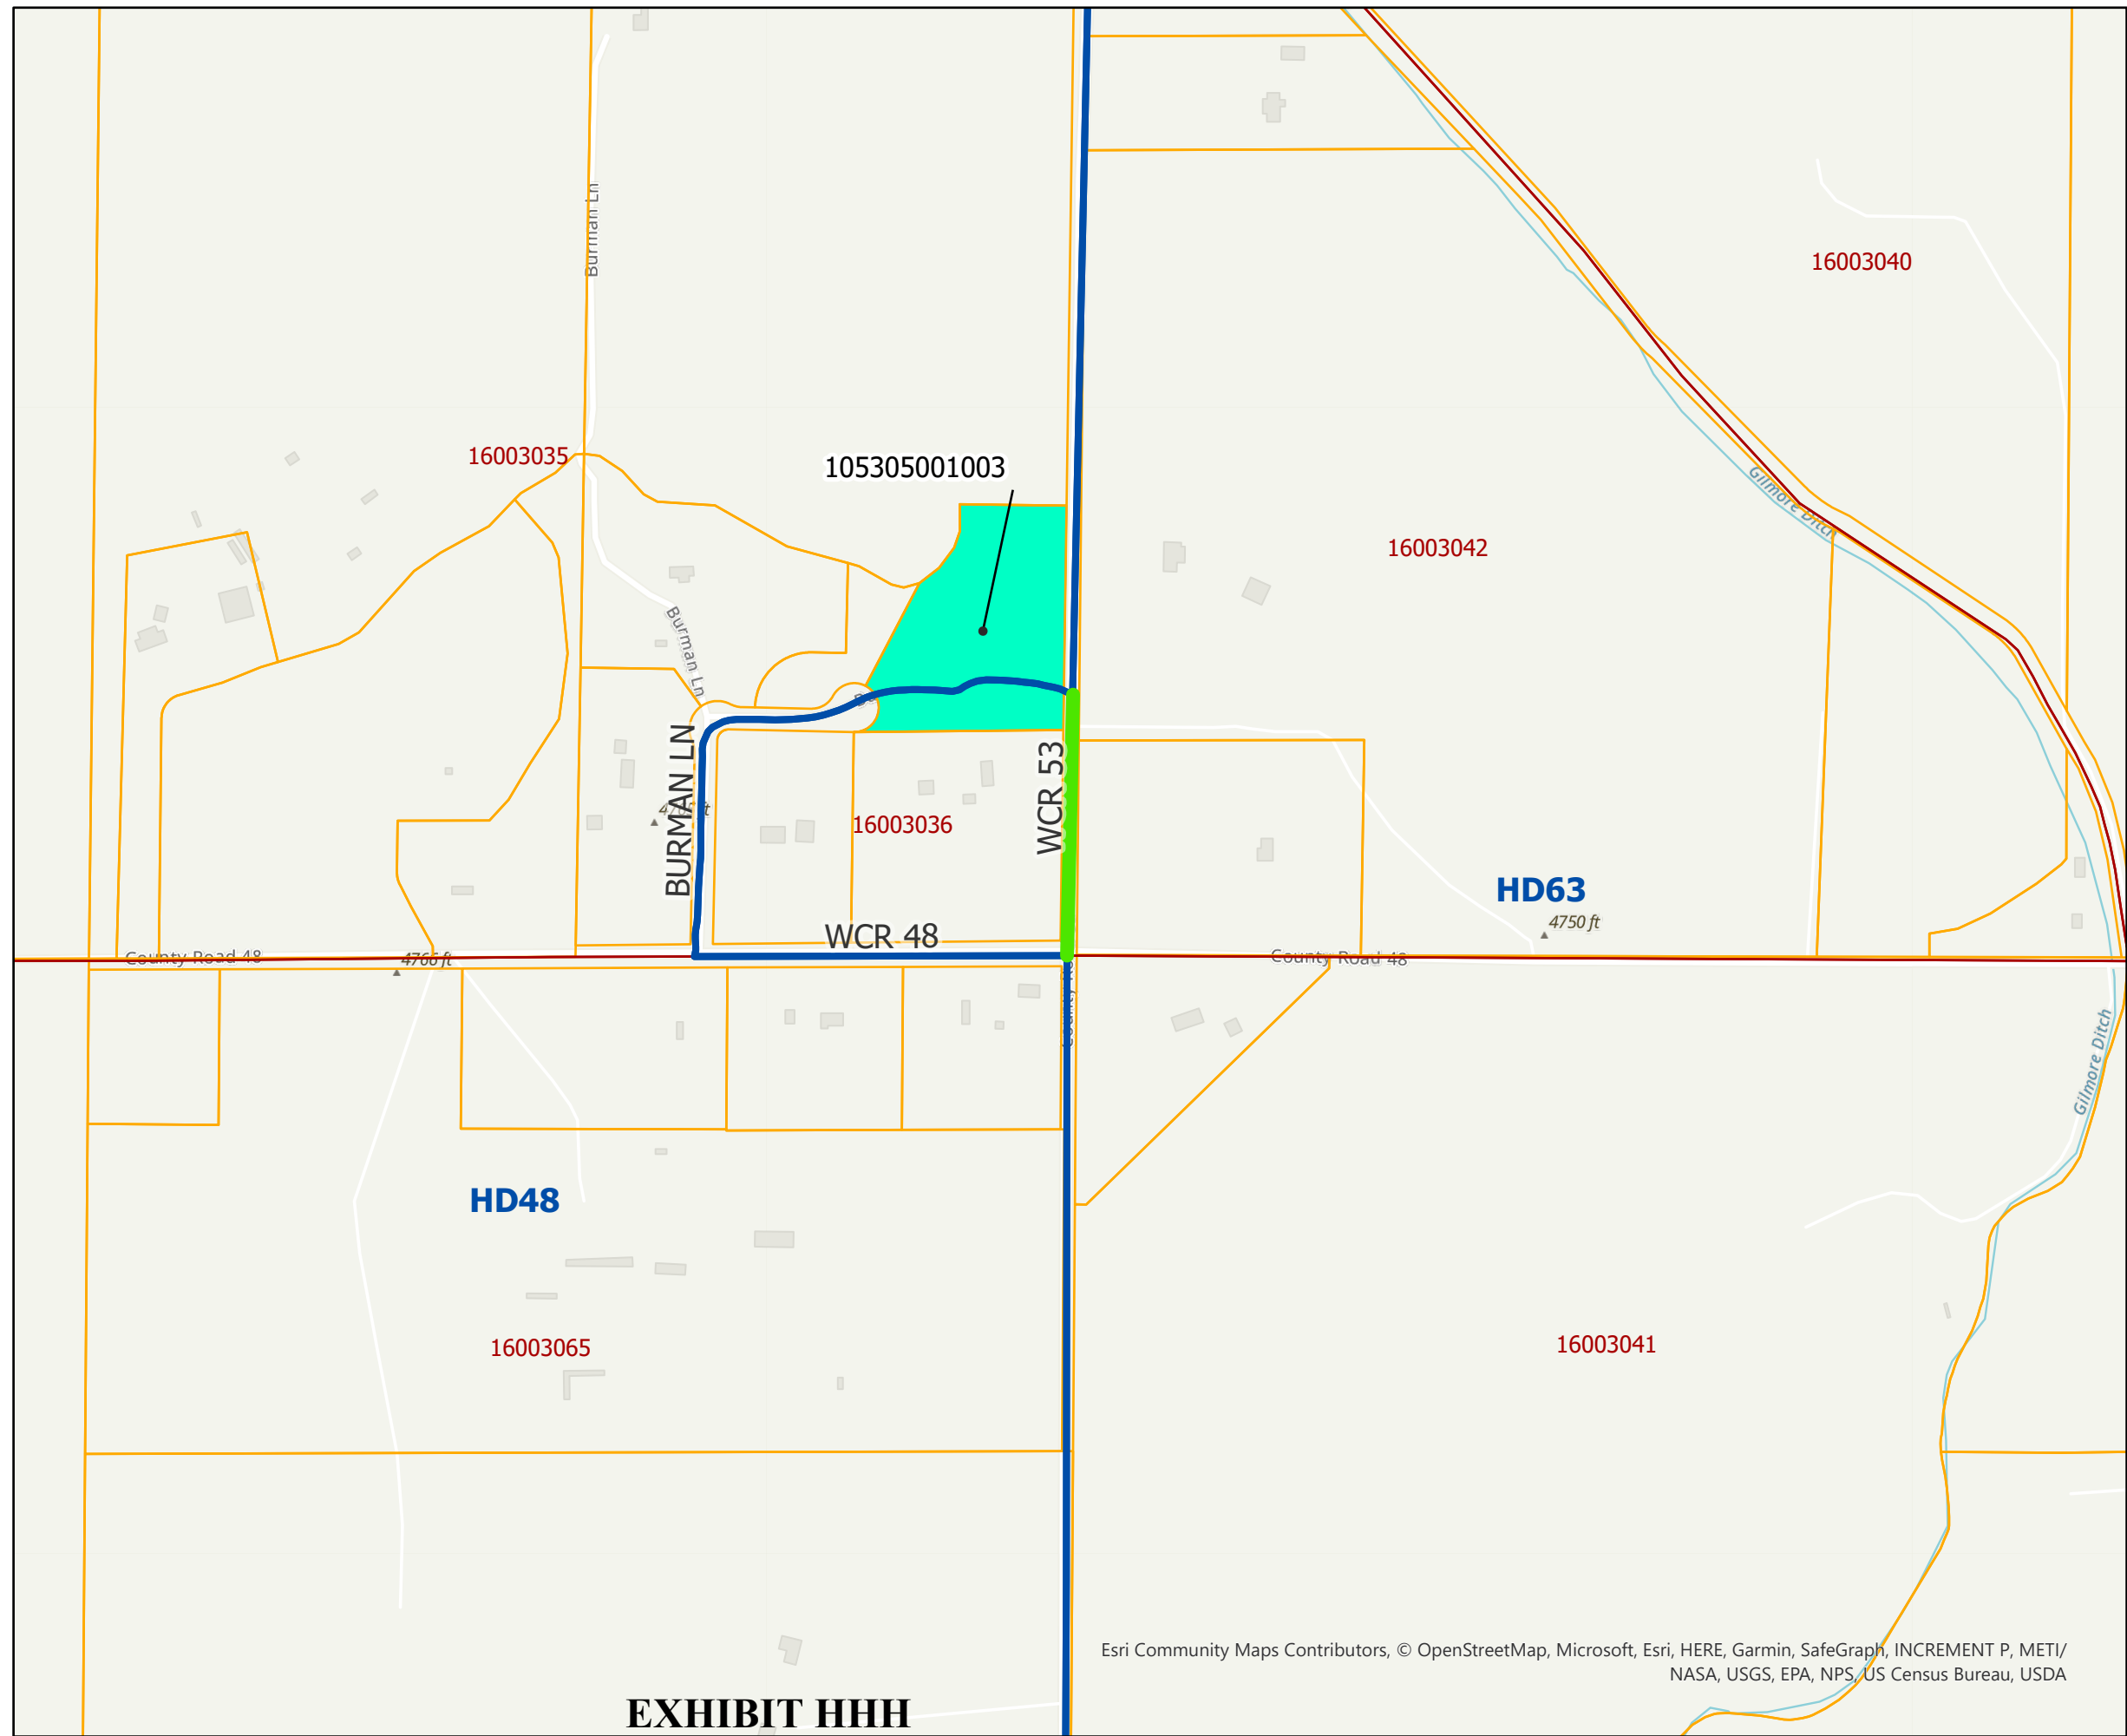 Burman Ln
16003040
16003035
105305001003
Gilmore Ditch
16003042
Burman Ln
53
BURMAN LN
WCR 53
16003036
HD63
4750 ft
WCR 48
County Road 48
4766 ft
County Road 48
Gilmore Ditch
HD48
16003065
16003041
Esri Community Maps Contributors, © OpenStreetMap, Microsoft, Esri, HERE, Garmin, SafeGraph, INCREMENT P, METI/
NASA, USGS, EPA, NPS, US Census Bureau, USDA
EXHIBIT HHH